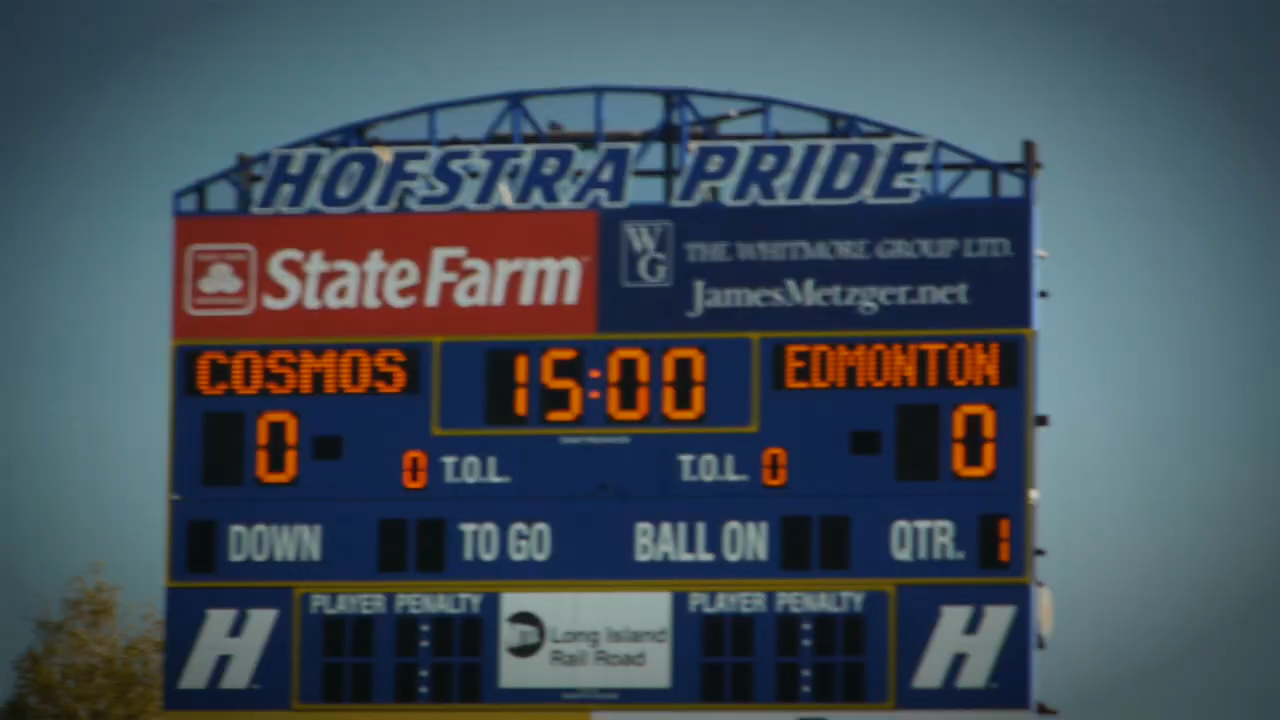 HOFSTRA PRIDE
StateFarm
WG THE WHITMORE GROUP LTD.
JamesMetzger.net
COSMOS 15:00 EDMONTON
0 0
0 T.O.L. T.O.L. 0
DOWN TO GO BALL ON QTR. 1
PLAYER PENALTY PLAYER PENALTY
H H
Long Island
Rail Road